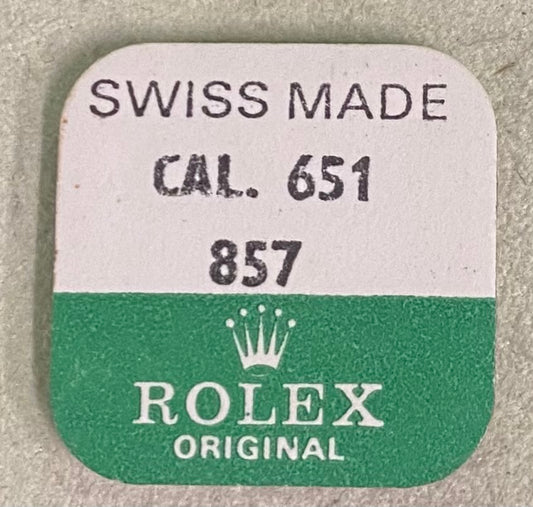 SWISS MADE
CAL. 651
857
ROLEX
ORIGINAL